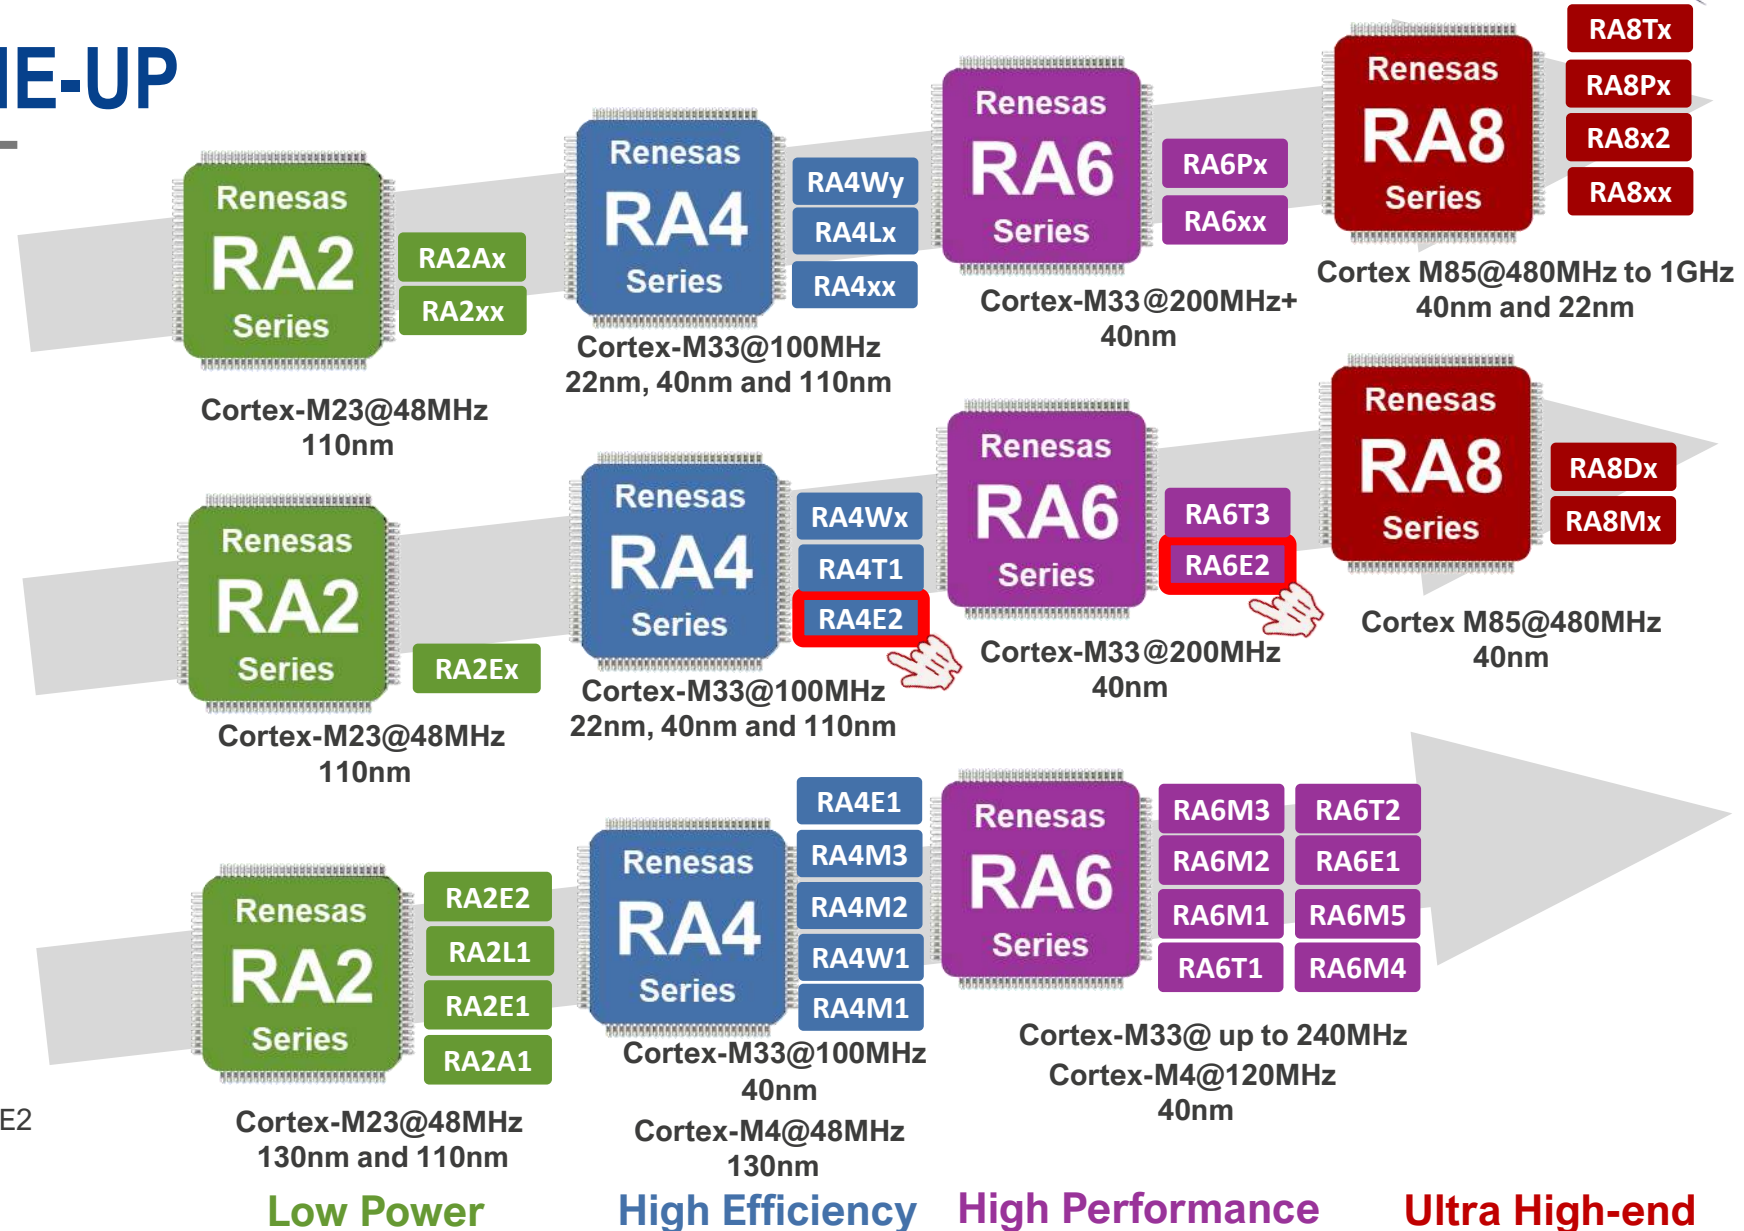 NE-UP
Renesas
RA2
Series
RA2Ax
RA2xx
Cortex-M23@48MHz
110nm
Renesas
RA4
Series
RA4Wy
RA4Lx
RA4xx
Cortex-M33@100MHz
22nm, 40nm and 110nm
Renesas
RA6
Series
RA6Px
RA6xx
Cortex-M33@200MHz+
40nm
Renesas
RA8
Series
RA8Tx
RA8Px
RA8x2
RA8xx
Cortex M85@480MHz to 1GHz
40nm and 22nm
Renesas
RA2
Series
RA2Ex
Cortex-M23@48MHz
110nm
Renesas
RA4
Series
RA4Wx
RA4T1
RA4E2
Cortex-M33@100MHz
22nm, 40nm and 110nm
Renesas
RA6
Series
RA6T3
RA6E2
Cortex-M33@200MHz
40nm
Renesas
RA8
Series
RA8Dx
RA8Mx
Cortex M85@480MHz
40nm
Renesas
RA2
Series
RA2E2
RA2L1
RA2E1
RA2A1
Cortex-M23@48MHz
130nm and 110nm
Renesas
RA4
Series
RA4E1
RA4M3
RA4M2
RA4W1
RA4M1
Cortex-M33@100MHz
40nm
Cortex-M4@48MHz
130nm
Renesas
RA6
Series
RA6M3 RA6T2
RA6M2 RA6E1
RA6M1 RA6M5
RA6T1 RA6M4
Cortex-M33@ up to 240MHz
Cortex-M4@120MHz
40nm
E2
Low Power
High Efficiency
High Performance
Ultra High-end